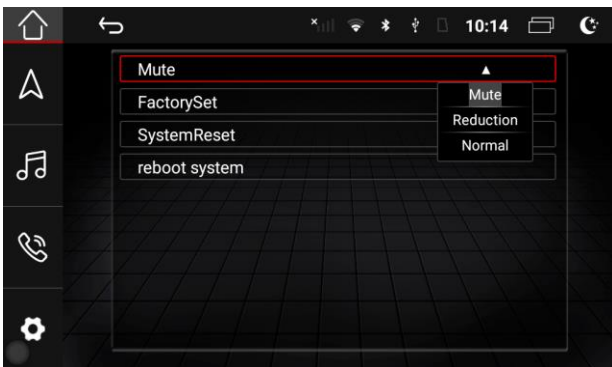 10:14
Mute
Mute
FactorySet
Reduction
SystemReset
Normal
reboot system